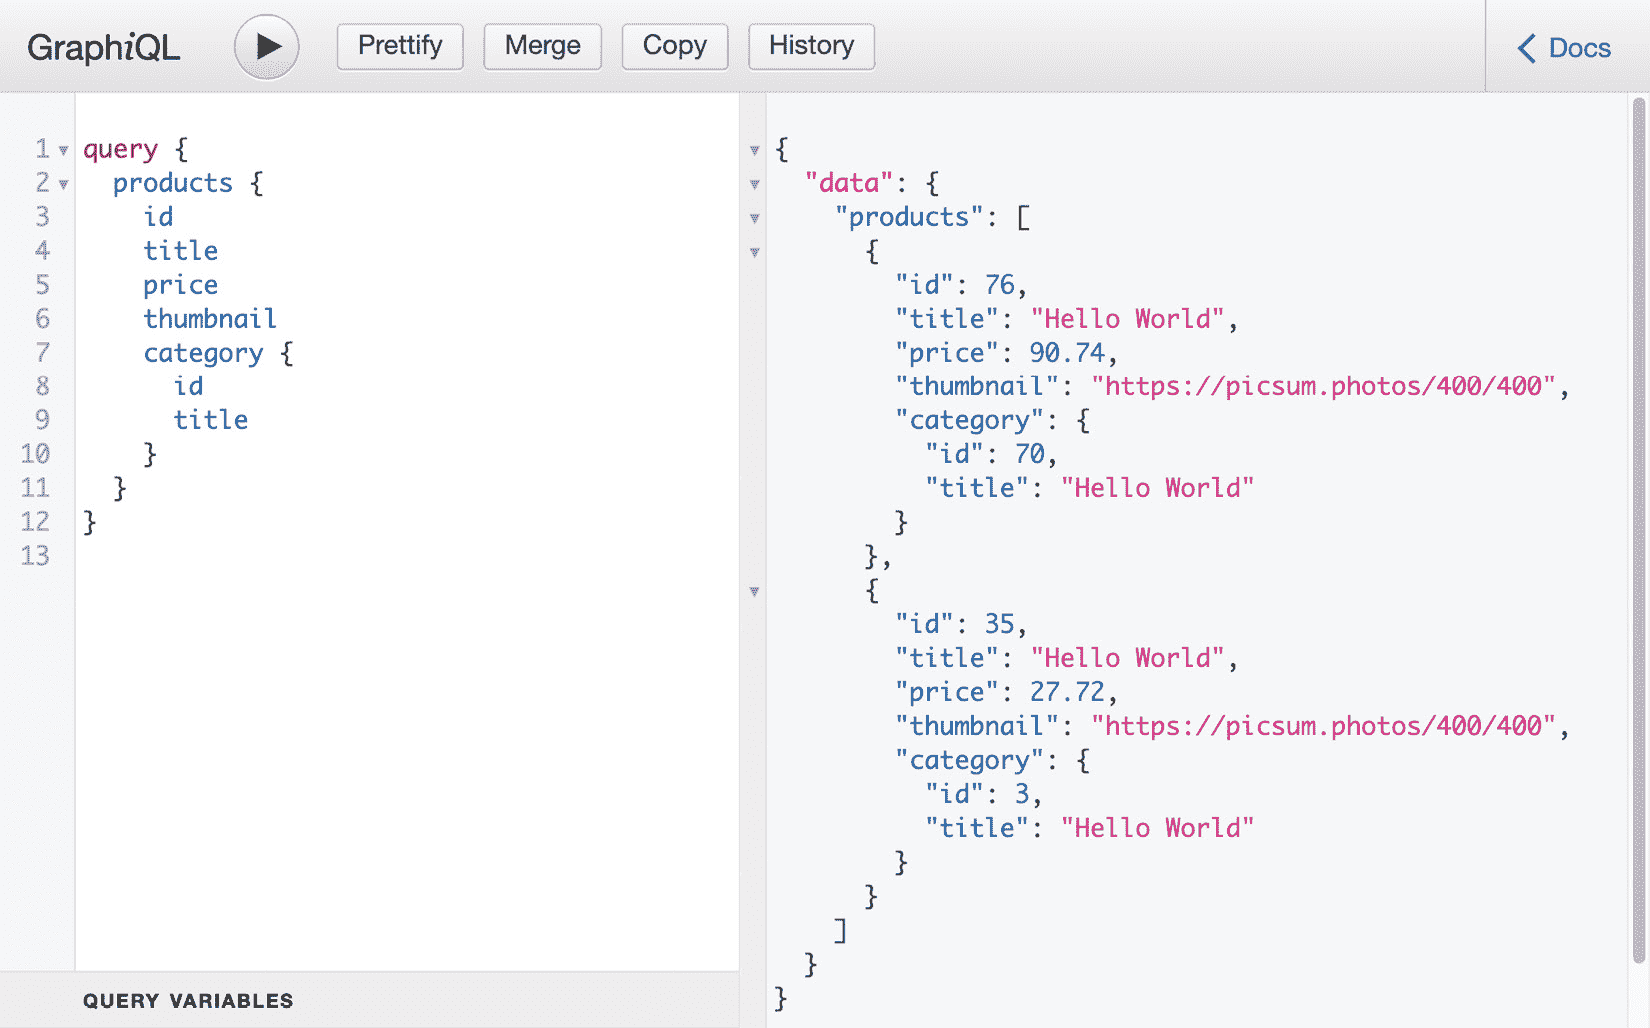 GraphiQL Prettify Merge Copy History Docs
1 query {
2 products {
3 id
4 title
5 price
6 thumbnail
7 category {
8 id
9 title
10 }
11 }
12 }
13
QUERY VARIABLES
{
"data": {
"products": [
{
"id": 76,
"title": "Hello World",
"price": 90.74,
"thumbnail": "https://picsum.photos/400/400",
"category": {
"id": 70,
"title": "Hello World"
}
},
{
"id": 35,
"title": "Hello World",
"price": 27.72,
"thumbnail": "https://picsum.photos/400/400",
"category": {
"id": 3,
"title": "Hello World"
}
}
]
}
}